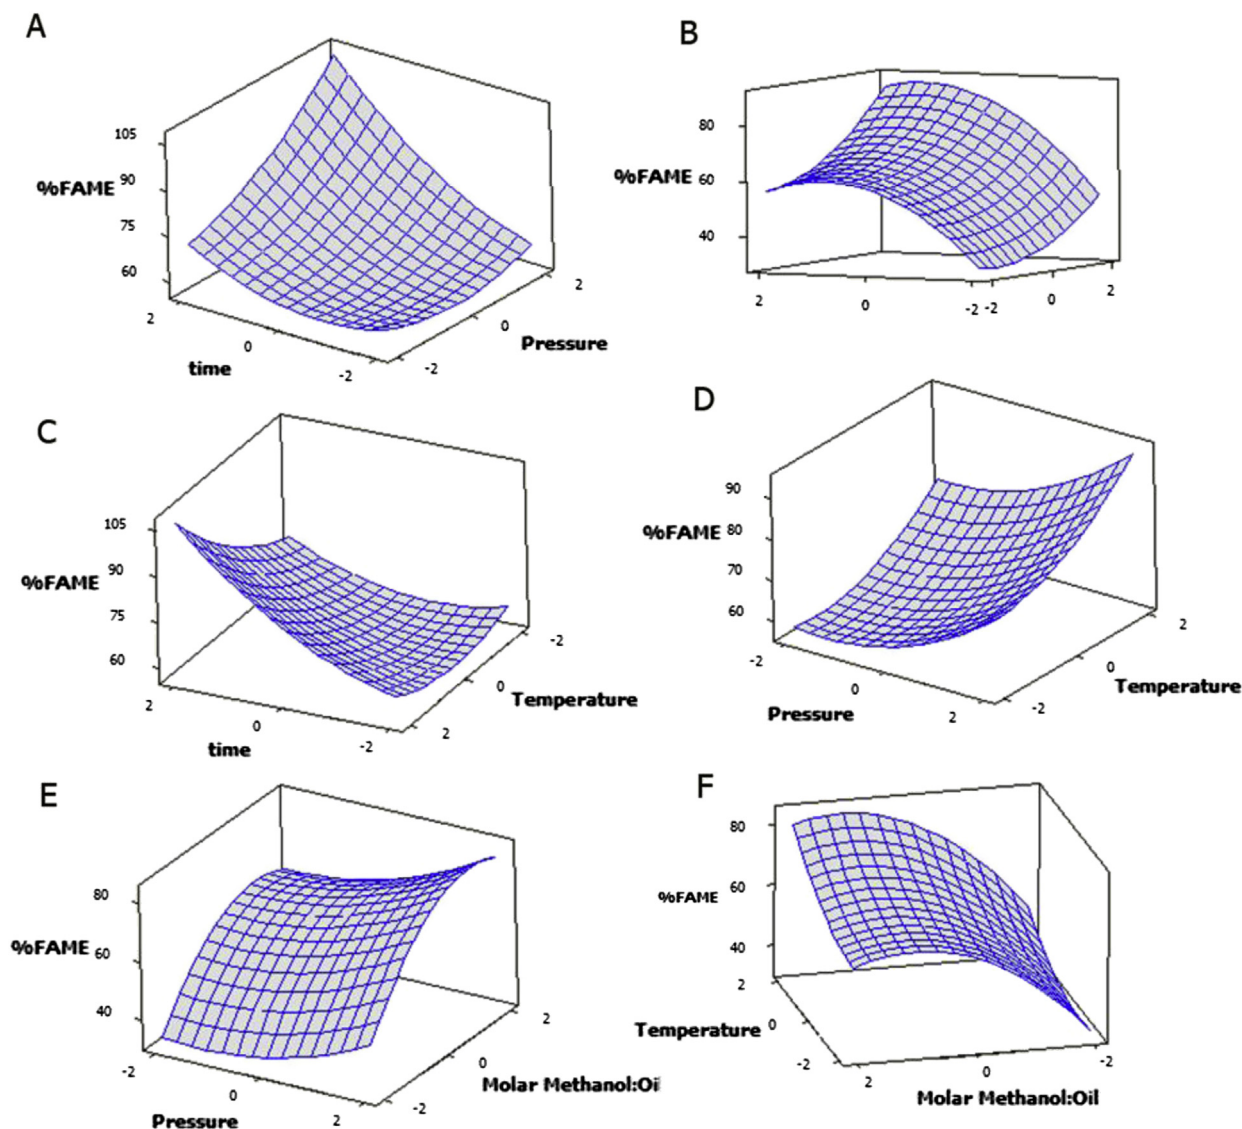 A
105
%FAME 90
75
60
2
0
-2
time
-2
0
2
Pressure
B
80
%FAME 60
40
2
0
-2 -2
0
2
C
105
%FAME 90
75
60
2
0
-2
time
2
0
-2
Temperature
D
90
%FAME 80
70
60
-2
0
2
Pressure
-2
0
2
Temperature
E
80
%FAME 60
40
-2
0
2
Pressure
-2
0
2
Molar Methanol:Oil
F
80
%FAME
60
40
2
Temperature 0
-2
2
0
-2
Molar Methanol:Oil